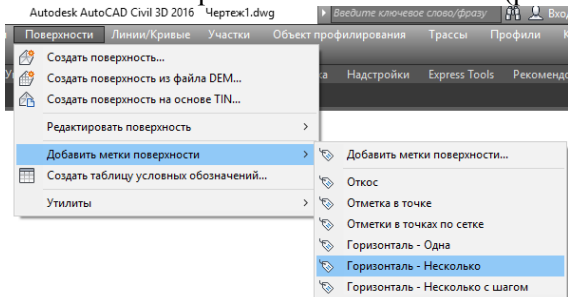 Autodesk AutoCAD Civil 3D 2016 Чертеж1.dwg Введите ключевое слово/фразу Вхо
Поверхности Линии/Кривые Участки Объект профилирования Трассы Профили К
Создать поверхность...
Создать поверхность из файла DEM... ка Надстройки Express Tools Рекоменд
Создать поверхность на основе TIN...
Редактировать поверхность
Добавить метки поверхности Добавить метки поверхности...
Создать таблицу условных обозначений... Откос
Утилиты Отметка в точке
Отметки в точках по сетке
Горизонталь - Одна
Горизонталь - Несколько
Горизонталь - Несколько с шагом